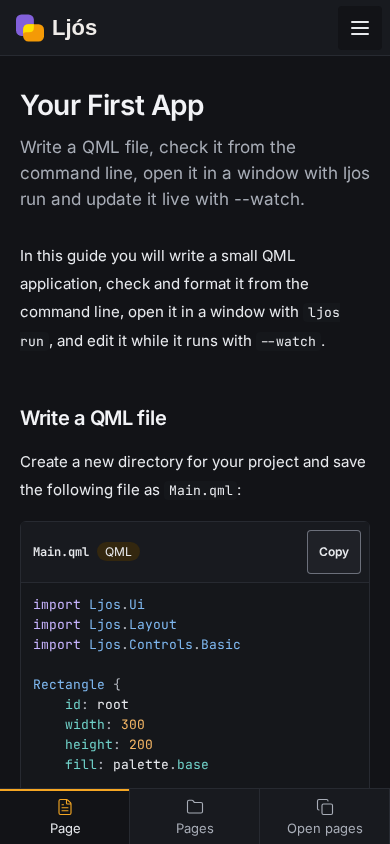 Ljós
Your First App
Write a QML file, check it from the
command line, open it in a window with ljos
run and update it live with --watch.
In this guide you will write a small QML
application, check and format it from the
command line, open it in a window with ljos
run, and edit it while it runs with --watch.
Write a QML file
Create a new directory for your project and save
the following file as Main.qml:
Main.qml QML Copy
import Ljos.Ui
import Ljos.Layout
import Ljos.Controls.Basic
Rectangle {
    id: root
    width: 300
    height: 200
    fill: palette.base
Page Pages Open pages